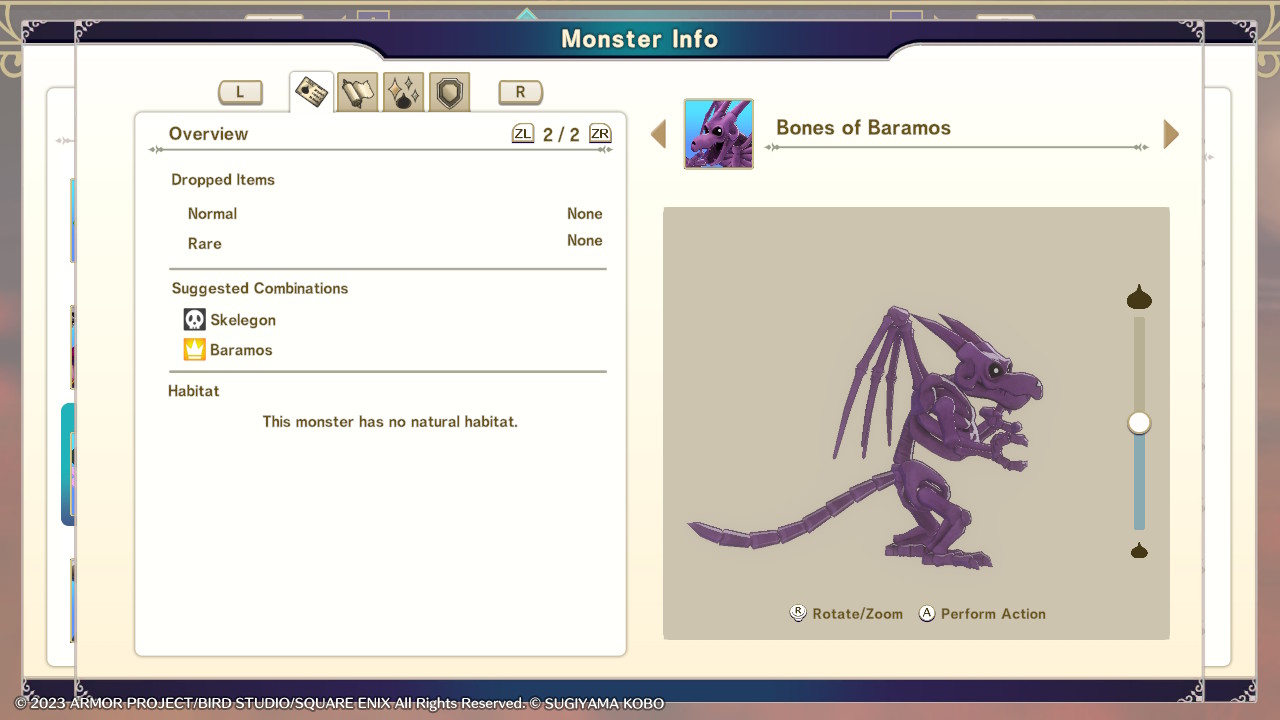 Monster Info
L
R
Overview
ZL 2 / 2 ZR
Dropped Items
Normal None
Rare None
Suggested Combinations
Skelegon
Baramos
Habitat
This monster has no natural habitat.
Bones of Baramos
R Rotate/Zoom A Perform Action
© 2023 ARMOR PROJECT/BIRD STUDIO/SQUARE ENIX All Rights Reserved. © SUGIYAMA KOBO